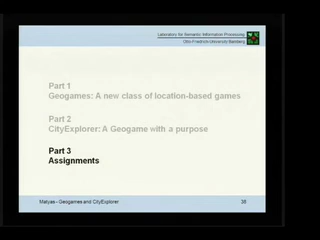 Laboratory for Semantic Information Processing
Otto-Friedrich-University Bamberg
Part 1
Geogames: A new class of location-based games
Part 2
CityExplorer: A Geogame with a purpose
Part 3
Assignments
Matyas - Geogames and CityExplorer
36